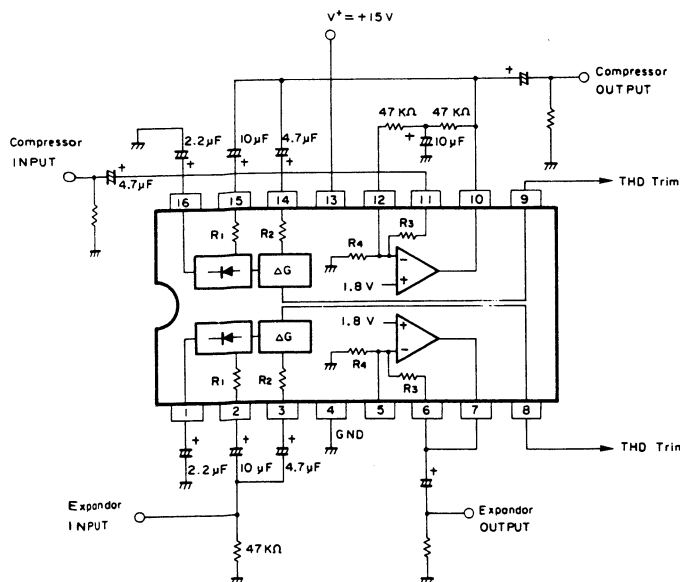 V⁺ = +15V
Compressor
OUTPUT
47 KΩ
47 KΩ
10 µF
Compressor
INPUT
4.7µF
2.2µF
10µF
4.7µF
THD Trim
16
15
14
13
12
11
10
9
R1
R2
R4
R3
ΔG
1.8 V
1.8 V
ΔG
R4
R1
R2
R3
1
2
3
4
5
6
7
8
GND
THD Trim
2.2µF
10 µF
4.7µF
Expandor
INPUT
Expandor
OUTPUT
47KΩ